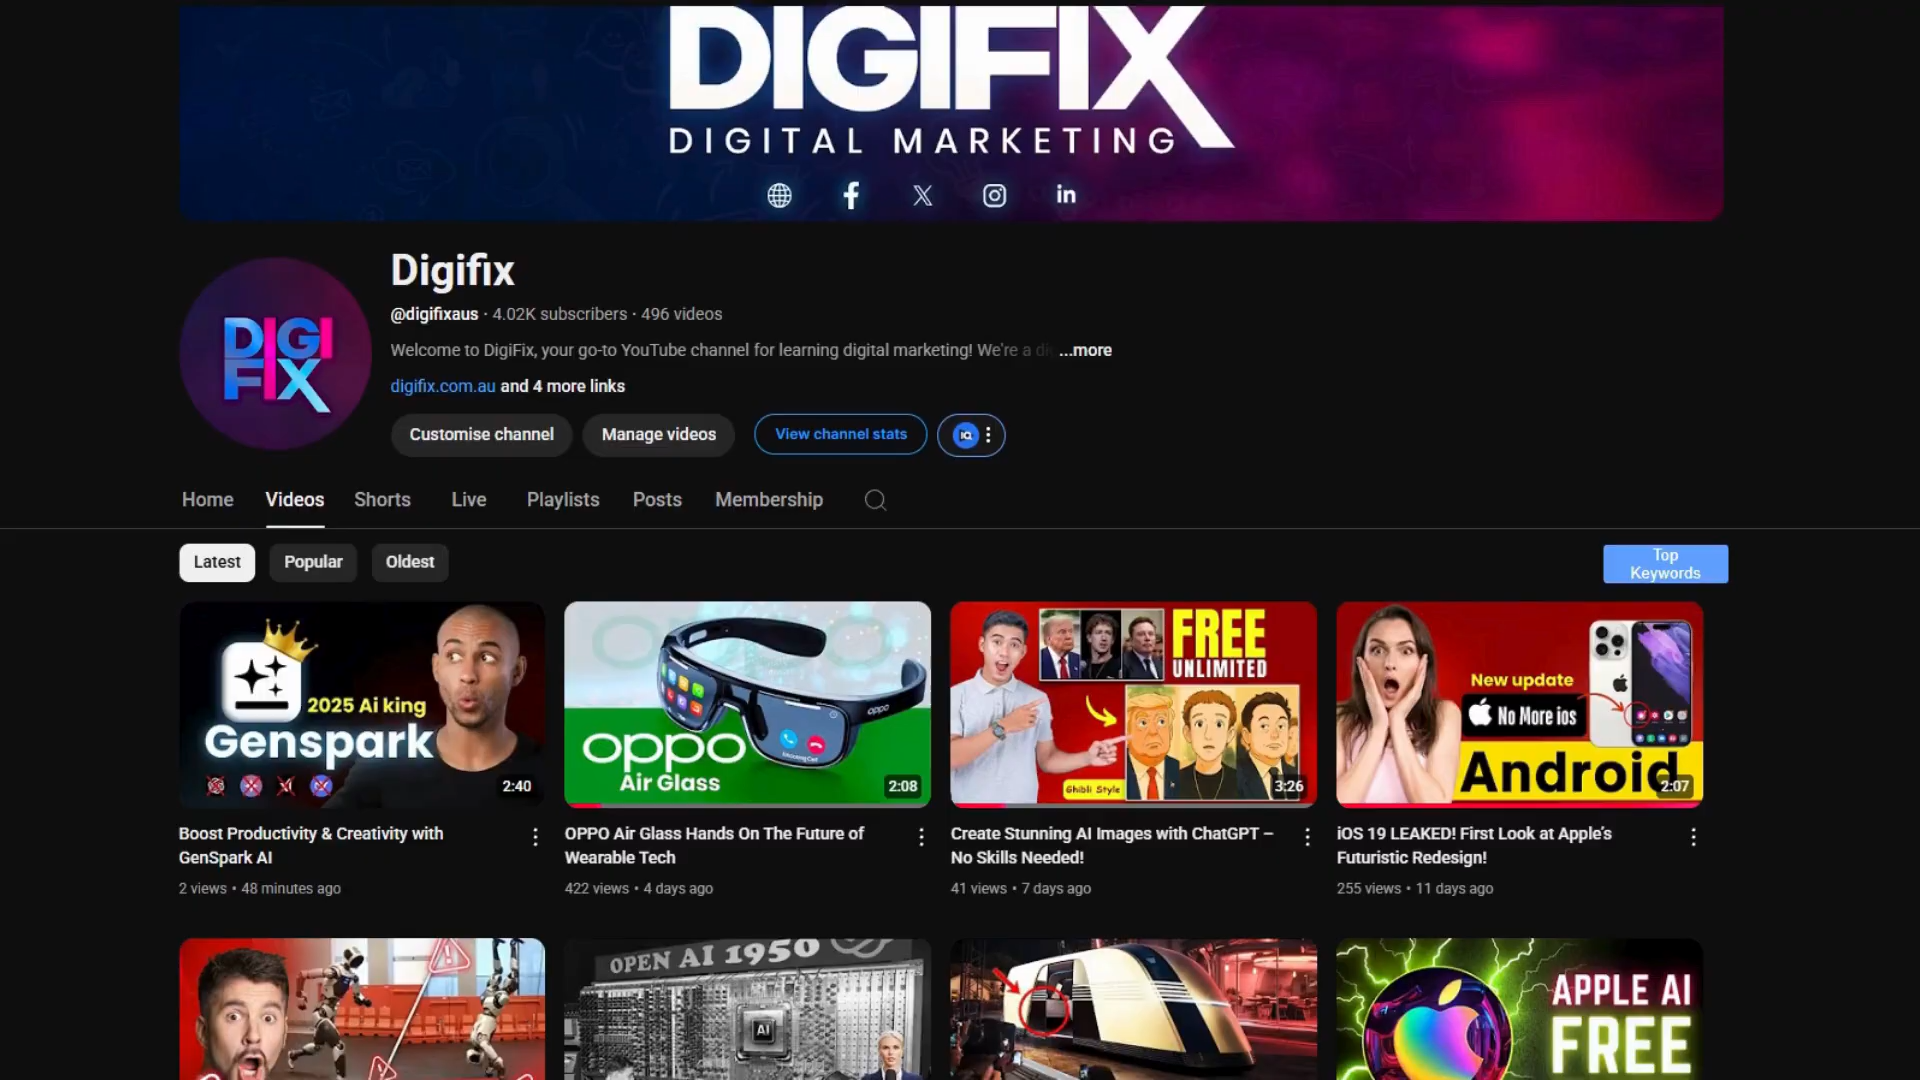 DIGIFIX
DIGITAL MARKETING
DIGI
FIX
Digifix
@digifixaus · 4.02K subscribers · 496 videos
Welcome to DigiFix, your go-to YouTube channel for learning digital marketing! We're a di ...more
digifix.com.au and 4 more links
Customise channel
Manage videos
View channel stats
Home
Videos
Shorts
Live
Playlists
Posts
Membership
Latest
Popular
Oldest
Top
Keywords
2025 Ai king
Genspark
2:40
oppo
oppo
Air Glass
2:08
FREE
UNLIMITED
Ghibli Style
3:26
New update
No More ios
Android
2:07
Boost Productivity & Creativity with
GenSpark AI
2 views • 48 minutes ago
OPPO Air Glass Hands On The Future of
Wearable Tech
422 views • 4 days ago
Create Stunning AI Images with ChatGPT –
No Skills Needed!
41 views • 7 days ago
iOS 19 LEAKED! First Look at Apple's
Futuristic Redesign!
255 views • 11 days ago
OPEN AI 1950
AI
APPLE AI
FREE